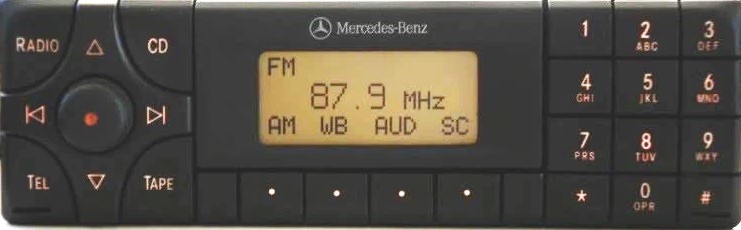 Mercedes-Benz
RADIO CD
TEL TAPE
FM
87.9 MHz
AM WB AUD SC
1 2 ABC 3 DEF
4 GHI 5 JKL 6 MNO
7 PRS 8 TUV 9 WXY
* 0 OPR #